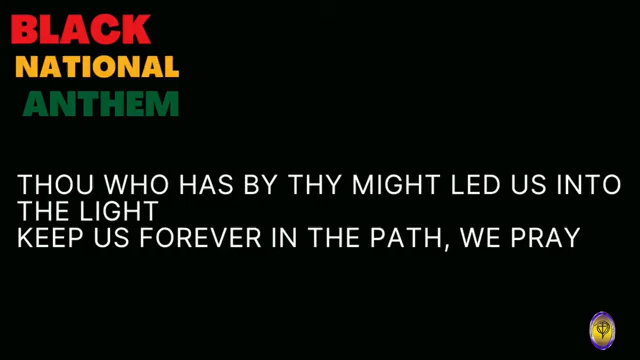 BLACK
NATIONAL
ANTHEM
THOU WHO HAS BY THY MIGHT LED US INTO
THE LIGHT
KEEP US FOREVER IN THE PATH, WE PRAY